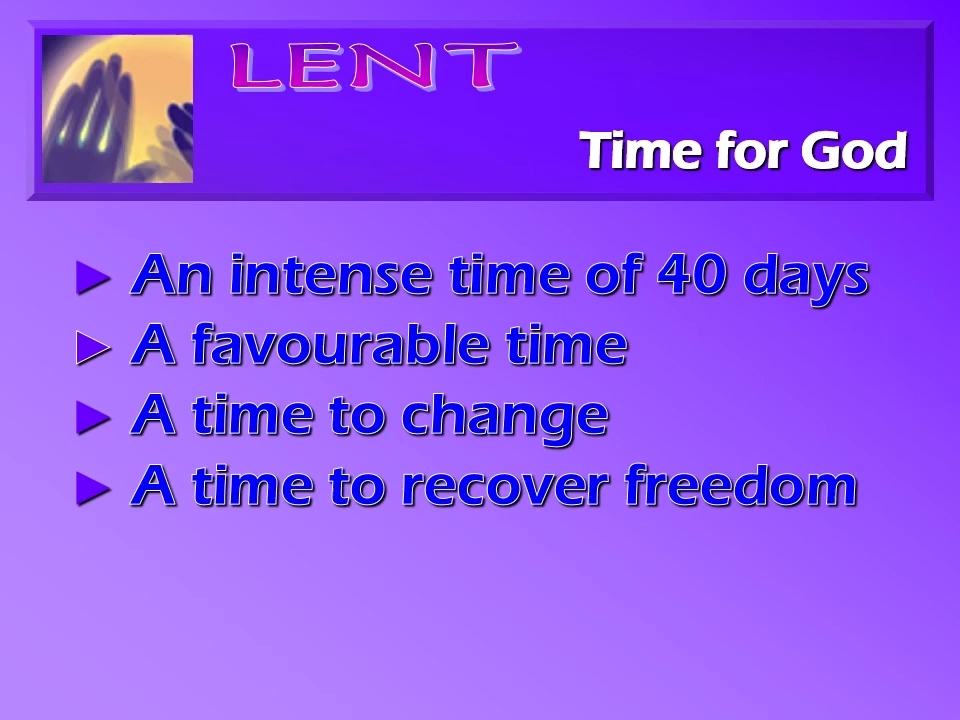 LENT
Time for God
► An intense time of 40 days
► A favourable time
► A time to change
► A time to recover freedom